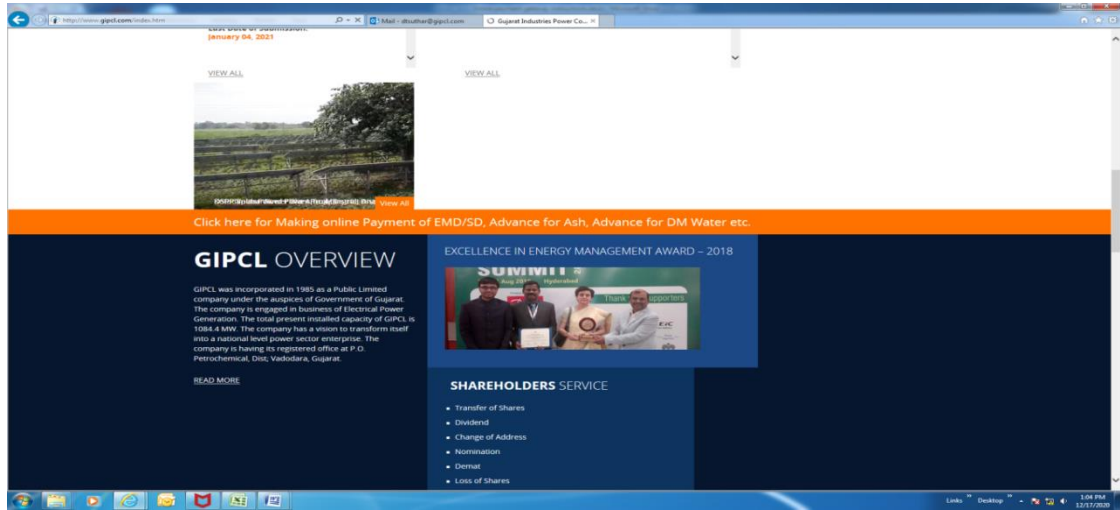 http://www.gipcl.com/index.htm
Mail - dtsuthar@gipcl.com
Gujarat Industries Power Co...
Last Date of Submission:
January 04, 2021
VIEW ALL
VIEW ALL
View All
Click here for Making online Payment of EMD/SD, Advance for Ash, Advance for DM Water etc.
GIPCL OVERVIEW
GIPCL was incorporated in 1985 as a Public Limited
company under the auspices of Government of Gujarat.
The company is engaged in business of Electrical Power
Generation. The total present installed capacity of GIPCL is
1084.4 MW. The company has a vision to transform itself
into a national level power sector enterprise. The
company is having its registered office at P.O.
Petrochemical, Dist; Vadodara, Gujarat.
READ MORE
EXCELLENCE IN ENERGY MANAGEMENT AWARD – 2018
SUMMIT
Hyderabad
Thank
Supporters
SHAREHOLDERS SERVICE
• Transfer of Shares
• Dividend
• Change of Address
• Nomination
• Demat
• Loss of Shares
Links
Desktop
1:04 PM
12/17/2020